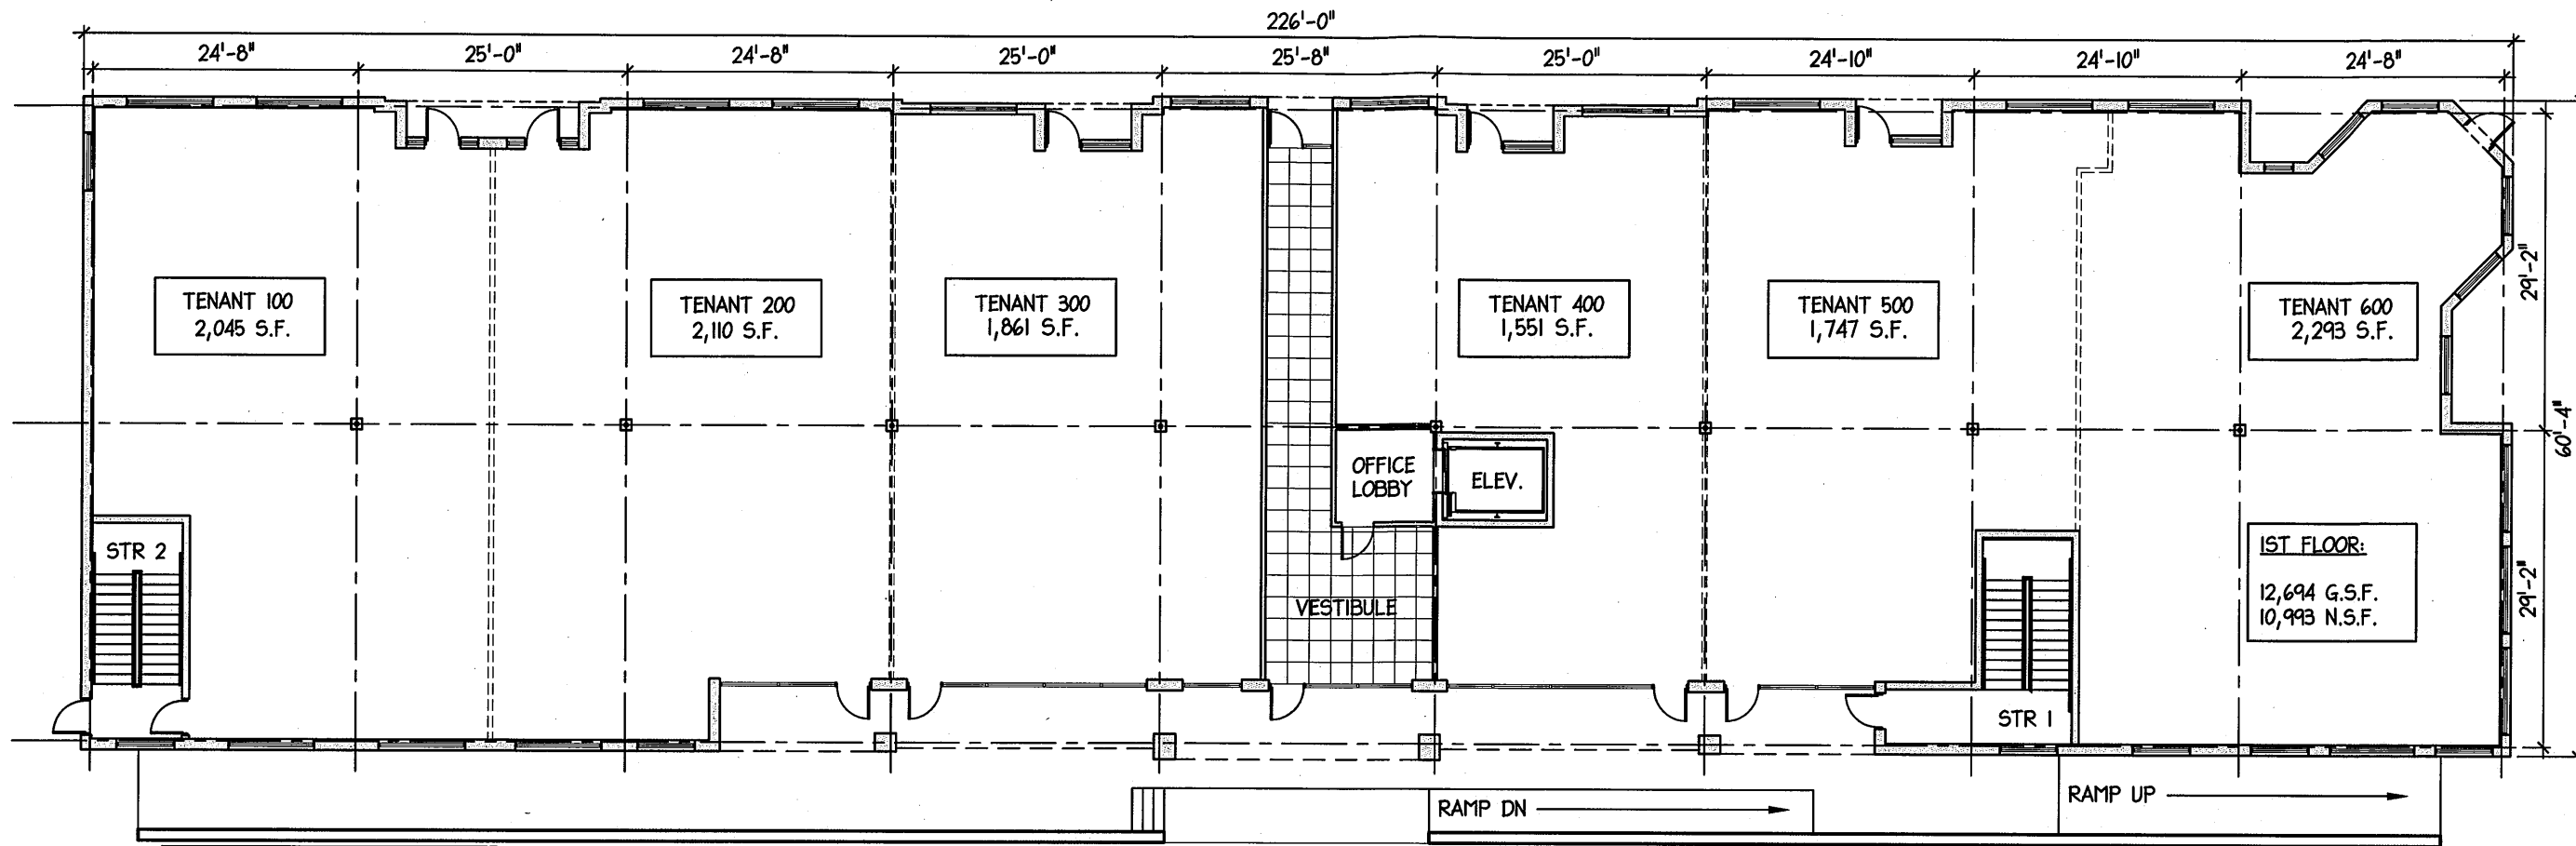 226'-0"
24'-8"
25'-0"
24'-8"
25'-0"
25'-8"
25'-0"
24'-10"
24'-10"
24'-8"
TENANT 100
2,045 S.F.
TENANT 200
2,110 S.F.
TENANT 300
1,861 S.F.
TENANT 400
1,551 S.F.
TENANT 500
1,747 S.F.
TENANT 600
2,293 S.F.
29'-2"
60'-4"
OFFICE
LOBBY
ELEV.
STR 2
1ST FLOOR:
12,694 G.S.F.
10,993 N.S.F.
29'-2"
VESTIBULE
STR 1
RAMP DN
RAMP UP